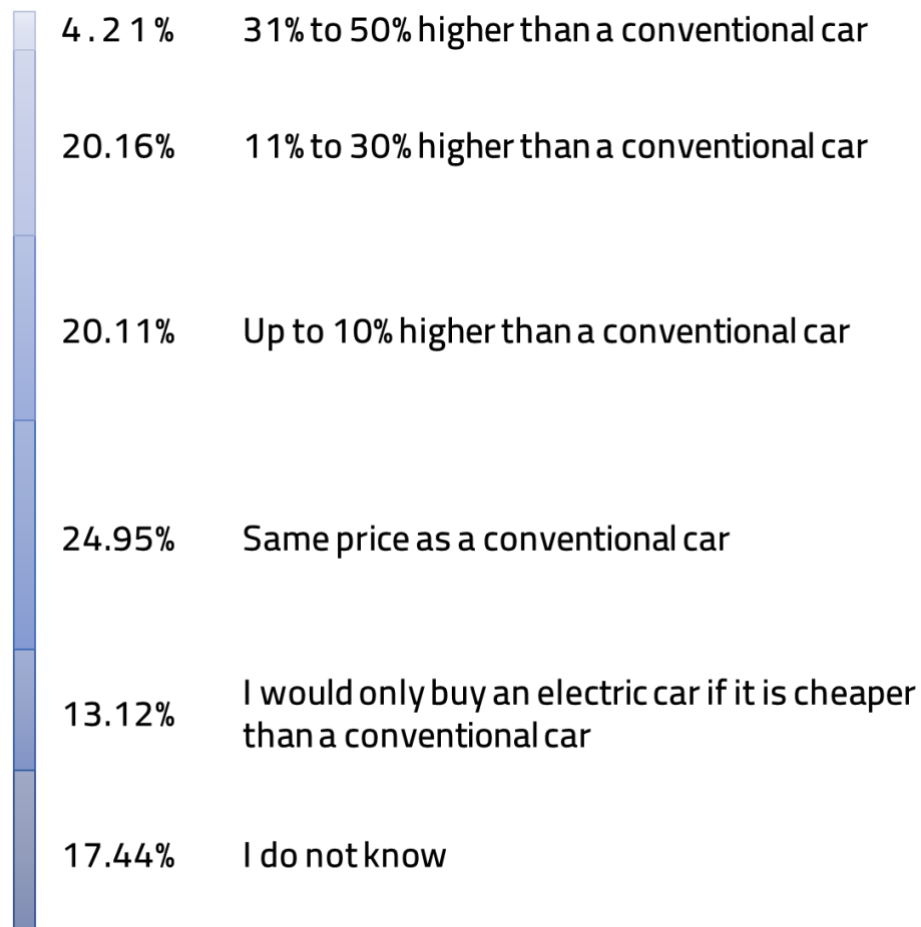 4.21% 31% to 50% higher than a conventional car
20.16% 11% to 30% higher than a conventional car
20.11% Up to 10% higher than a conventional car
24.95% Same price as a conventional car
13.12% I would only buy an electric car if it is cheaper
than a conventional car
17.44% I do not know